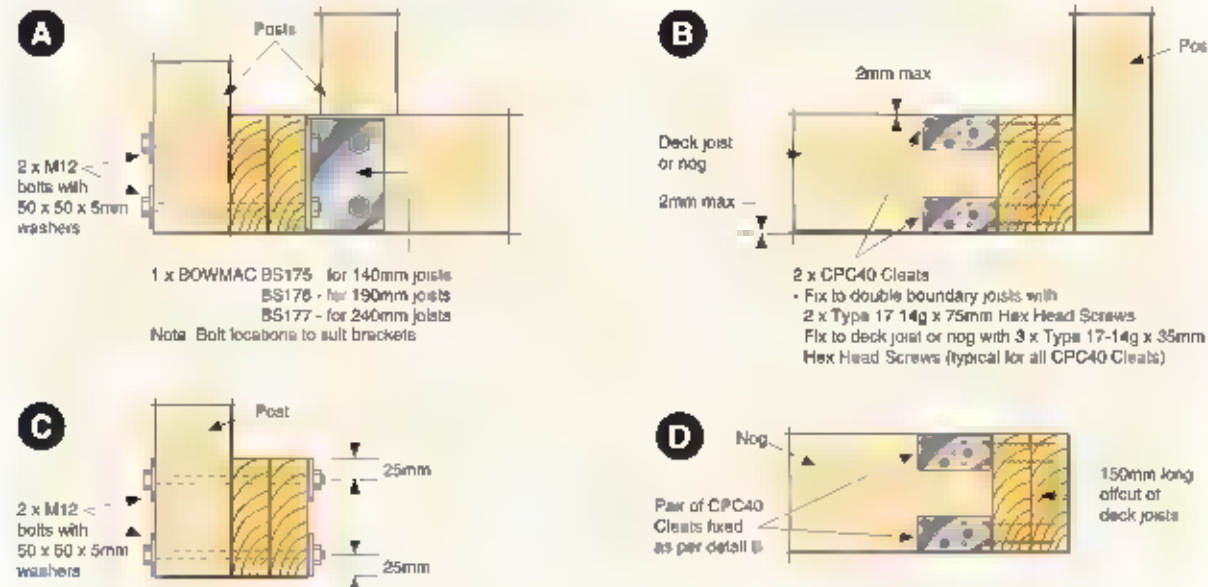 A
Posts
2 x M12
bolts with
50 x 50 x 5mm
washers
1 x BOWMAC BS175 - for 140mm joists
BS176 - for 190mm joists
BS177 - for 240mm joists
Note Bolt locations to suit brackets
B
2mm max
Pos
Deck joist
or nog
2mm max
2 x CPC40 Cleats
- Fix to double boundary joists with
2 x Type 17 14g x 75mm Hex Head Screws
Fix to deck joist or nog with 3 x Type 17-14g x 35mm
Hex Head Screws (typical for all CPC40 Cleats)
C
Post
25mm
2 x M12
bolts with
50 x 50 x 5mm
washers
25mm
D
Nog
Pair of CPC40
Cleats fixed
as per detail B
150mm long
offcut of
deck joists